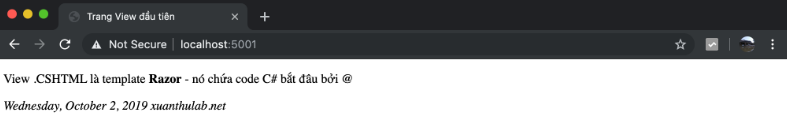 Trang View đầu tiên
Not Secure | localhost:5001
View .CSHTML là template Razor - nó chứa code C# bắt đâu bởi @
Wednesday, October 2, 2019 xuanthulab.net